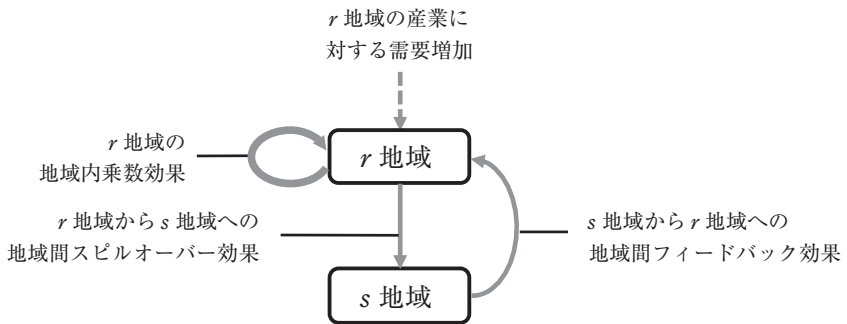 r 地域の産業に
対する需要増加
r 地域の
地域内乗数効果
r 地域
r 地域から s 地域への
地域間スピルオーバー効果
s 地域から r 地域への
地域間フィードバック効果
s 地域